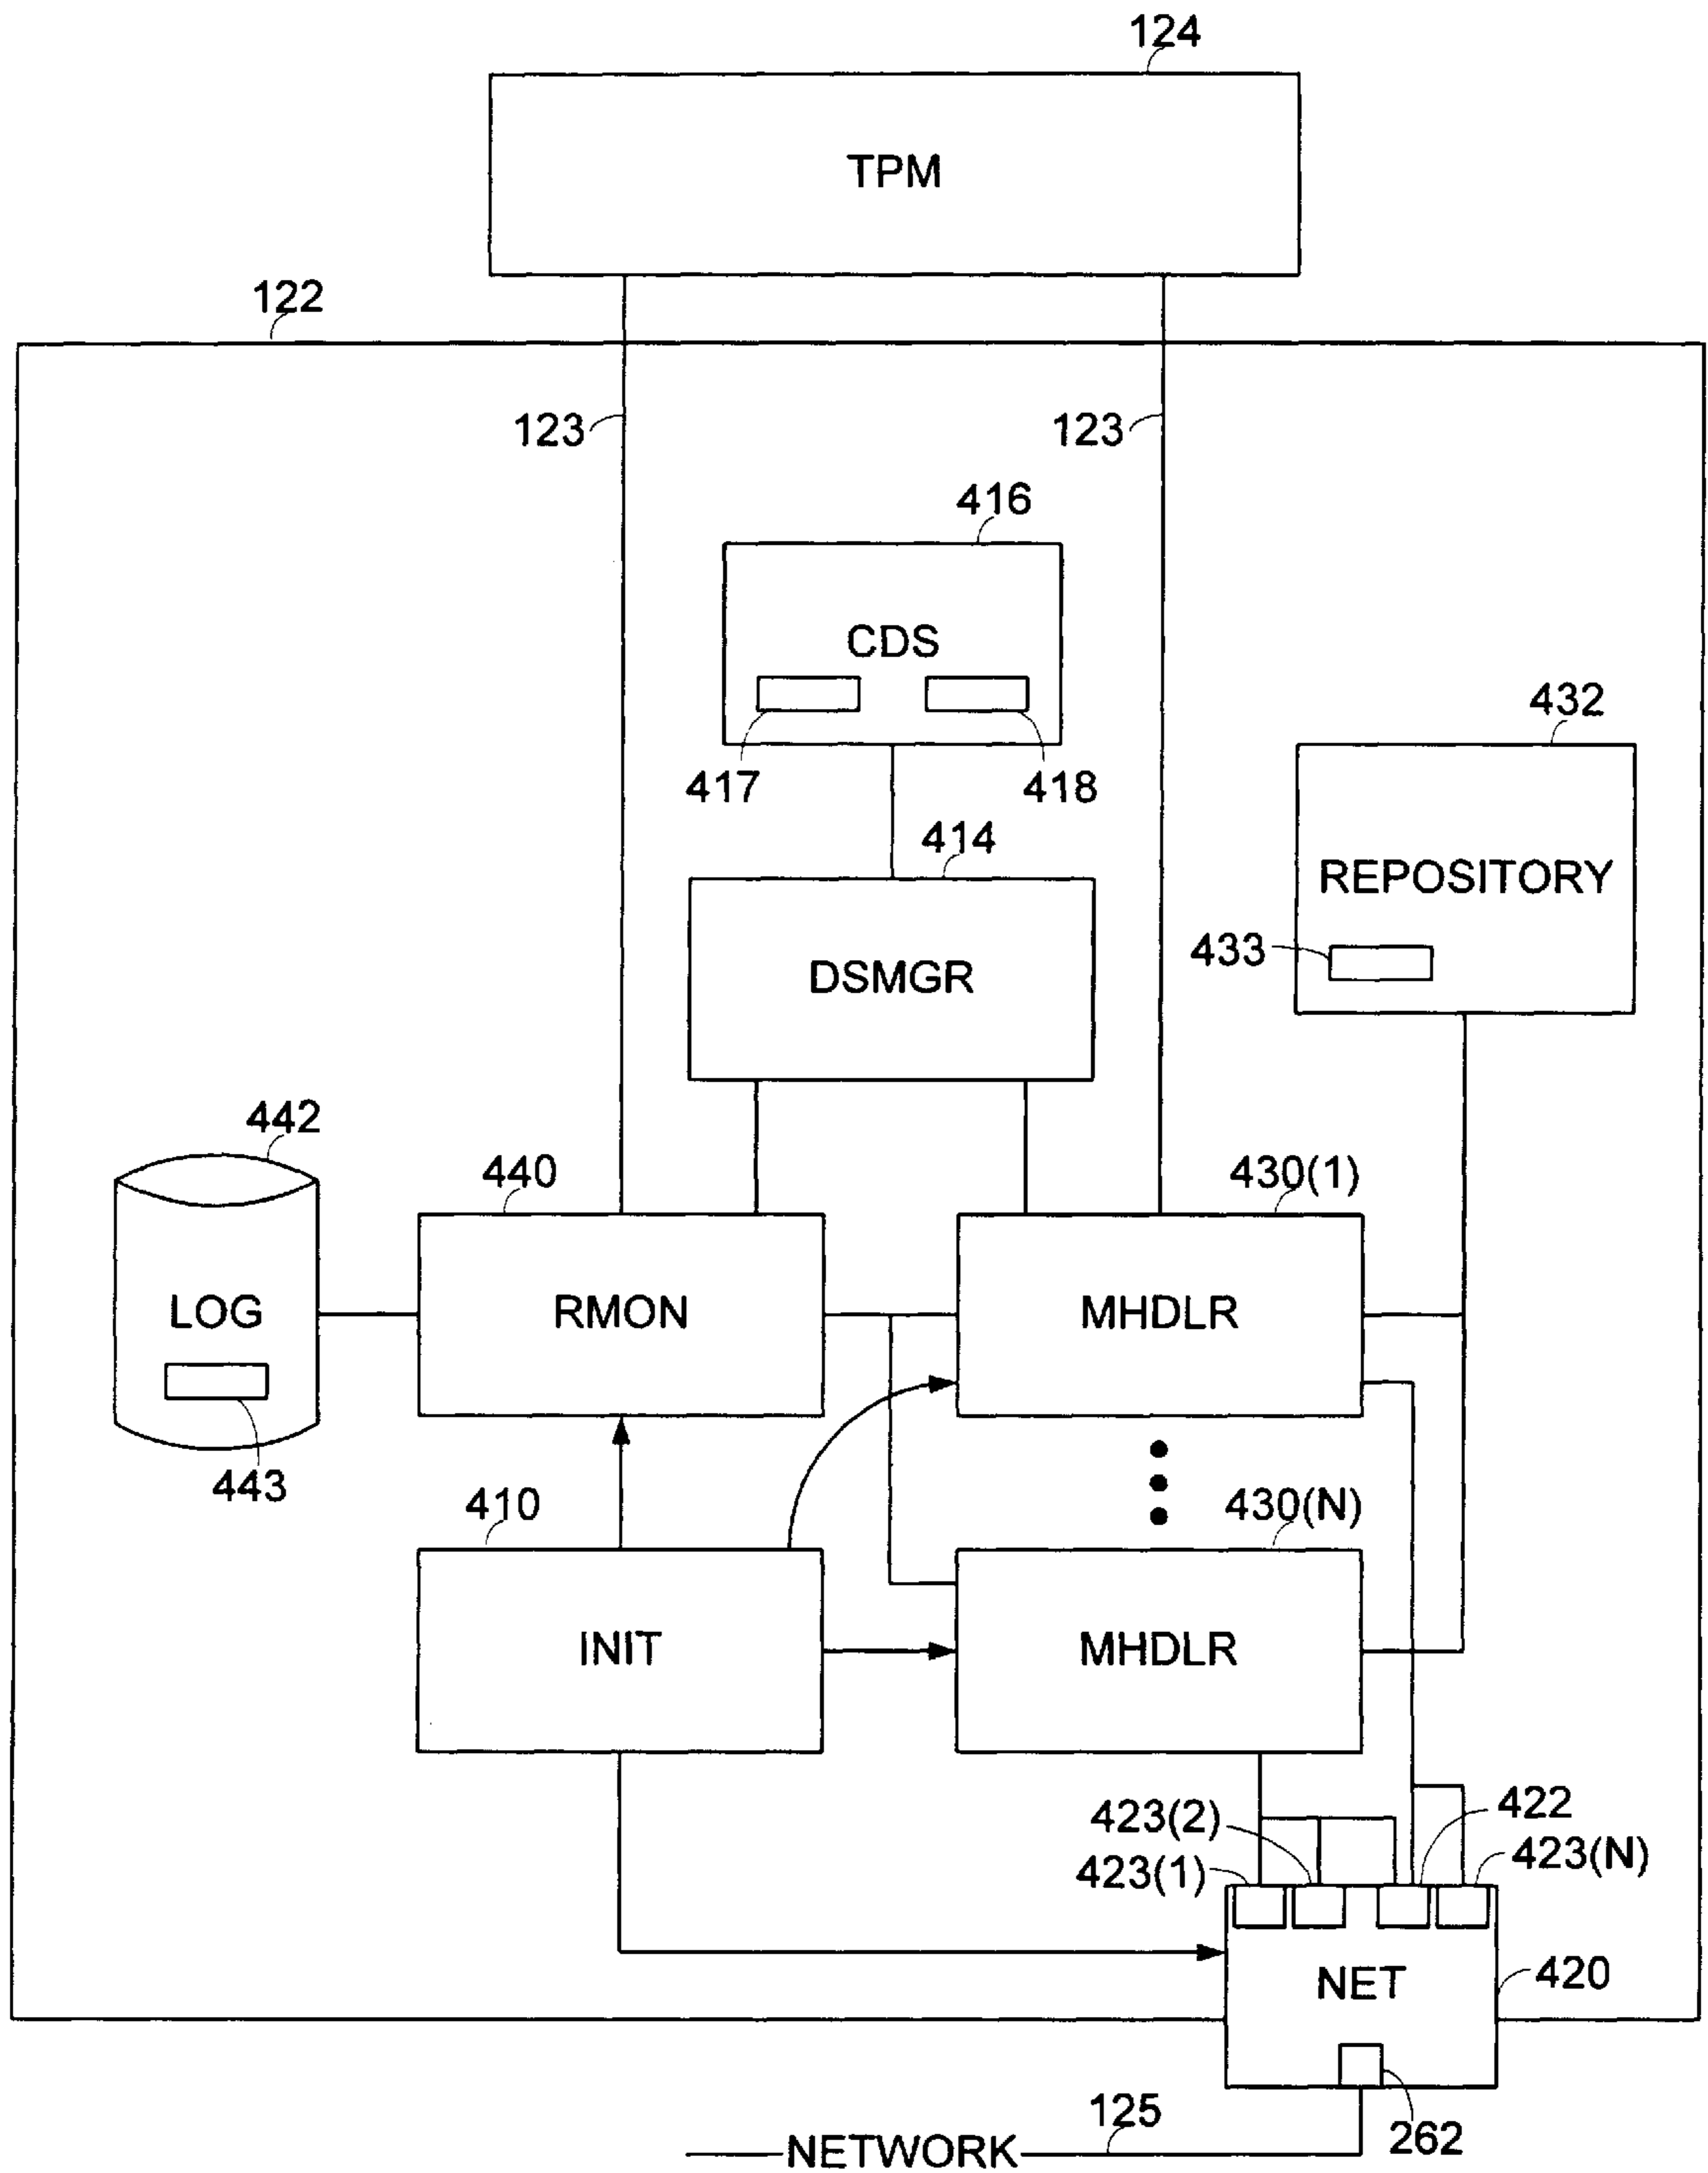 124
TPM
122
123
123
416
CDS
417
418
432
414
REPOSITORY
433
DSMGR
442
440
430(1)
LOG
RMON
MHDLR
443
410
430(N)
INIT
MHDLR
423(2)
422
423(1)
423(N)
NET
420
125
262
NETWORK